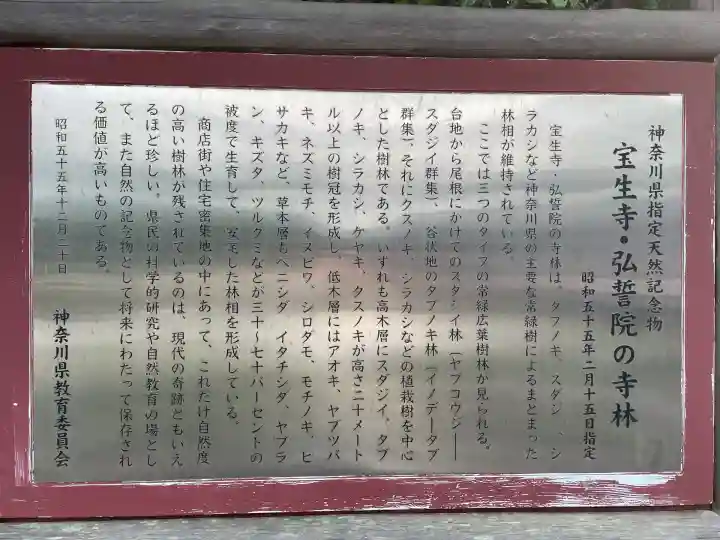 神奈川県指定天然記念物
宝生寺・弘誓院の寺林
昭和五十五年二月十五日指定
宝生寺・弘誓院の寺林は、タブノキ、スダジ　シ
ラカシなど神奈川県の主要な常緑樹によるまとまった
林相が維持されている。
ここでは三つのタイプの常緑広葉樹林が見られる。
台地から尾根にかけてのスダジイ林（ヤブコウジ——
スダジイ群集）、谷状地のタブノキ林（イノデ—タブ
群集）、それにクスノキ、シラカシなどの植栽樹を中心
とした樹林である。いずれも高木層にスダジイ、タブ
ノキ、シラカシ、ケヤキ、クスノキが高さ二十メート
ル以上の樹冠を形成し、低木層にはアオキ、ヤブツバ
キ、ネズミモチ、イヌビワ、シロダモ、モチノキ、ヒ
サカキなど、草本層もベニシダ　イタチシダ、ヤブラ
ン、キズタ、ツルグミなどが三十〜七十パーセントの
被度で生育して、安定した林相を形成している。
商店街や住宅密集地の中にあって、これだけ自然度
の高い樹林が残されているのは、現代の奇跡ともいえ
るほど珍しい。県民の科学的研究や自然教育の場とし
て、また自然の記念物として将来にわたって保存され
る価値が高いものである。
昭和五十五年十二月二十日
神奈川県教育委員会